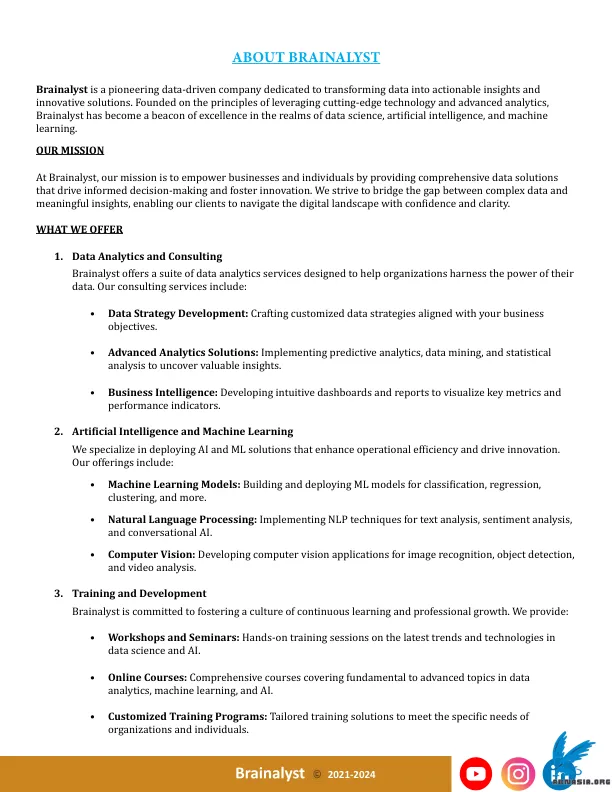 ABOUT BRAINALYST
Brainalyst is a pioneering data-driven company dedicated to transforming data into actionable insights and
innovative solutions. Founded on the principles of leveraging cutting-edge technology and advanced analytics,
Brainalyst has become a beacon of excellence in the realms of data science, artificial intelligence, and machine
learning.
OUR MISSION
At Brainalyst, our mission is to empower businesses and individuals by providing comprehensive data solutions
that drive informed decision-making and foster innovation. We strive to bridge the gap between complex data and
meaningful insights, enabling our clients to navigate the digital landscape with confidence and clarity.
WHAT WE OFFER
1. Data Analytics and Consulting
Brainalyst offers a suite of data analytics services designed to help organizations harness the power of their
data. Our consulting services include:
• Data Strategy Development: Crafting customized data strategies aligned with your business
objectives.
• Advanced Analytics Solutions: Implementing predictive analytics, data mining, and statistical
analysis to uncover valuable insights.
• Business Intelligence: Developing intuitive dashboards and reports to visualize key metrics and
performance indicators.
2. Artificial Intelligence and Machine Learning
We specialize in deploying AI and ML solutions that enhance operational efficiency and drive innovation.
Our offerings include:
• Machine Learning Models: Building and deploying ML models for classification, regression,
clustering, and more.
• Natural Language Processing: Implementing NLP techniques for text analysis, sentiment analysis,
and conversational AI.
• Computer Vision: Developing computer vision applications for image recognition, object detection,
and video analysis.
3. Training and Development
Brainalyst is committed to fostering a culture of continuous learning and professional growth. We provide:
• Workshops and Seminars: Hands-on training sessions on the latest trends and technologies in
data science and AI.
• Online Courses: Comprehensive courses covering fundamental to advanced topics in data
analytics, machine learning, and AI.
• Customized Training Programs: Tailored training solutions to meet the specific needs of
organizations and individuals.
Brainalyst © 2021-2024